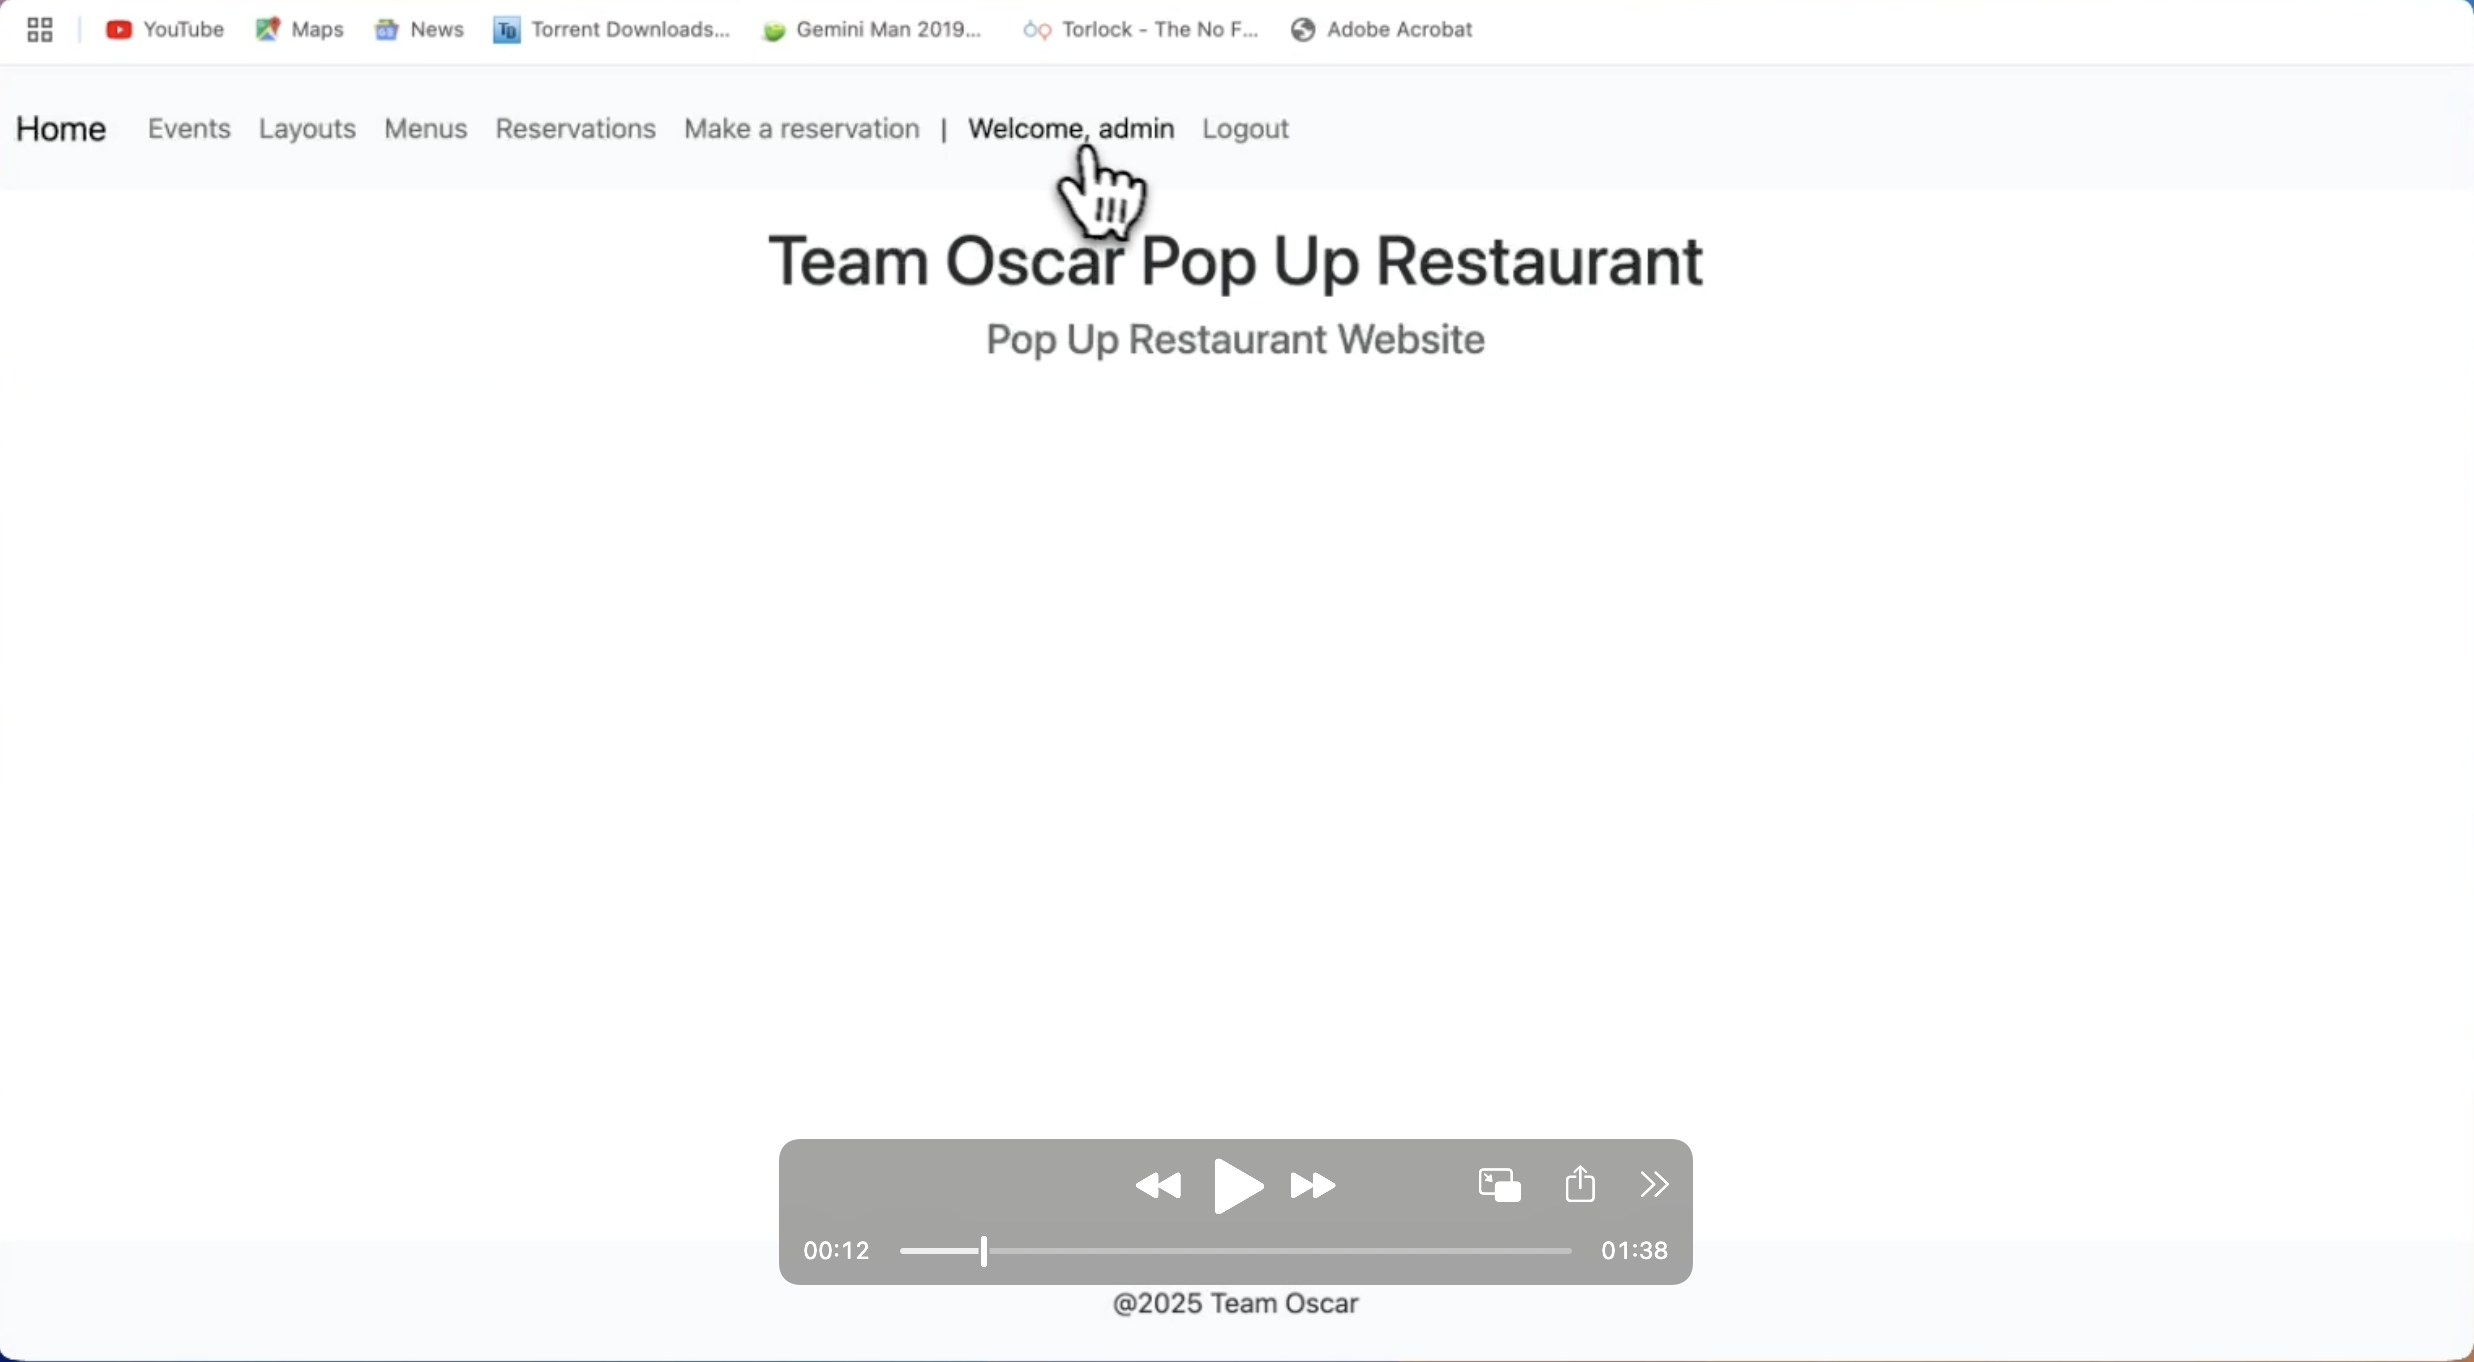 YouTube Maps News Torrent Downloads... Gemini Man 2019... Torlock - The No F... Adobe Acrobat
Home Events Layouts Menus Reservations Make a reservation | Welcome, admin Logout
Team Oscar Pop Up Restaurant
Pop Up Restaurant Website
00:12 01:38
@2025 Team Oscar